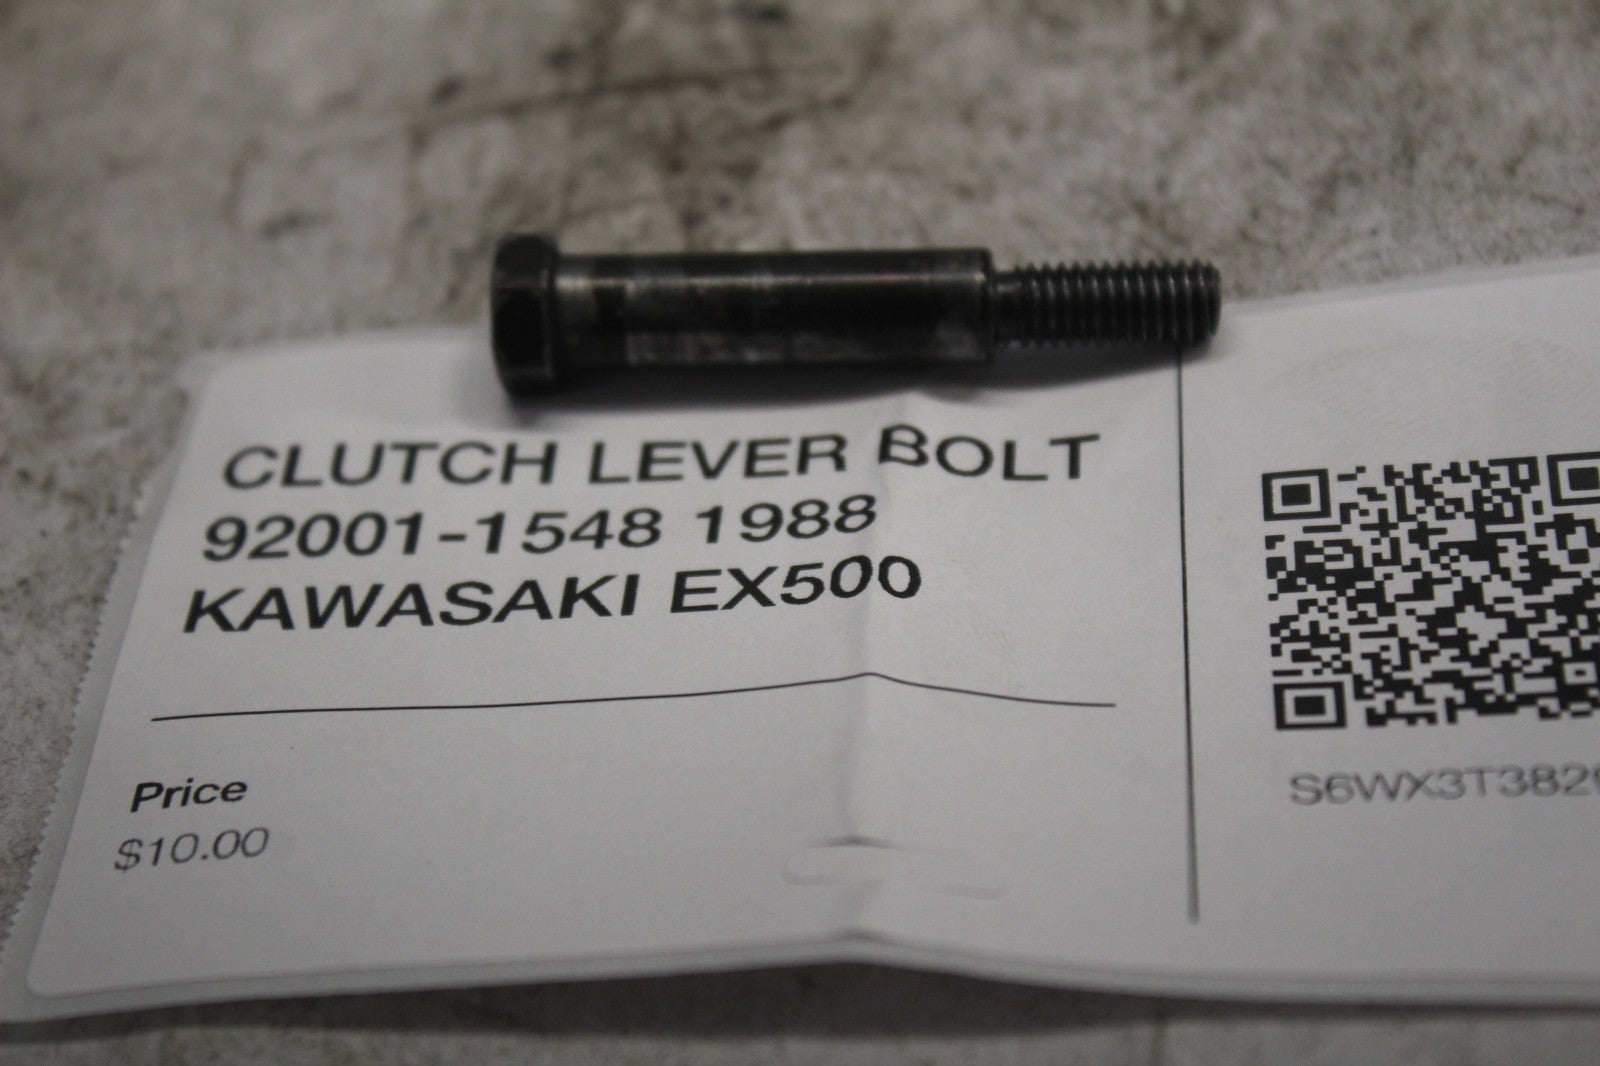 CLUTCH LEVER BOLT
92001-1548 1988
KAWASAKI EX500
Price
$10.00